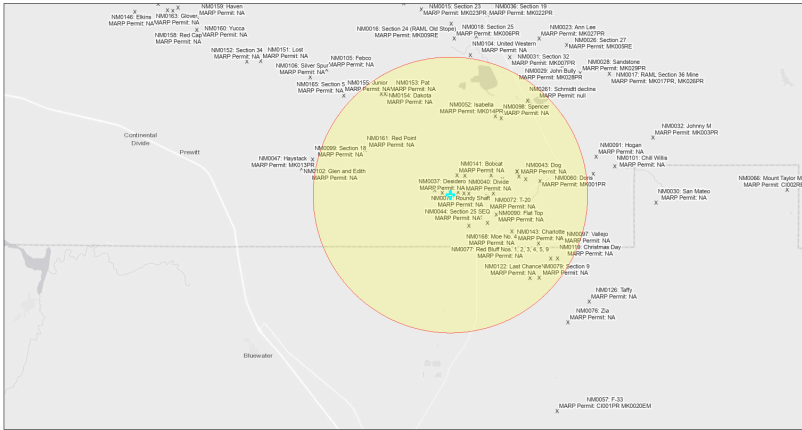 NM0159: Haven
MARP Permit: NA
NM0015: Section 23
MARP Permit: MK023PR
NM0036: Section 19
MARP Permit: MK022PR
NM0146: Elkins
MARP Permit: NA
NM0163: Glover
MARP Permit: NA
NM0160: Yucca
MARP Permit: NA
NM0158: Red Cap
MARP Permit: NA
NM0016: Section 24 (RAML Old Stope)
MARP Permit: MK009RE
NM0018: Section 25
MARP Permit: MK006PR
NM0023: Ann Lee
MARP Permit: MK027PR
NM0026: Section 27
MARP Permit: MK005RE
NM0152: Section 34
MARP Permit: NA
NM0151: Lost
MARP Permit: NA
NM0104: United Western
MARP Permit: NA
NM0105: Febco
MARP Permit: NA
NM0031: Section 32
MARP Permit: MK007PR
NM0028: Sandstone
MARP Permit: MK029PR
NM0106: Silver Spur
MARP Permit: NA
NM0029: John Bully
MARP Permit: MK028PR
NM0017: RAML Section 36 Mine
MARP Permit: MK017PR, MK026PR
NM0165: Section 5
MARP Permit: NA
NM0155: Junior
MARP Permit: NA
NM0153: Pat
MARP Permit: NA
NM0154: Dakota
MARP Permit: NA
NM0261: Schmidt decline
MARP Permit: null
NM0052: Isabella
MARP Permit: MK014PR
NM0098: Spencer
MARP Permit: NA
Continental
Divide
Prewitt
NM0161: Red Point
MARP Permit: NA
NM0032: Johnny M
MARP Permit: MK003PR
NM0099: Section 18
MARP Permit: NA
NM0091: Hogan
MARP Permit: NA
NM0047: Haystack
MARP Permit: MK013PR
NM0102: Glen and Edith
MARP Permit: NA
NM0141: Bobcat
MARP Permit: NA
NM0043: Dog
MARP Permit: NA
NM0101: Chill Willis
MARP Permit: NA
NM0037: Desidero
MARP Permit: NA
NM0040: Divide
MARP Permit: NA
NM0060: Doris
MARP Permit: MK001PR
NM0088: Mount Taylor M
NM0030: San Mateo
MARP Permit: NA
Roundy Shaft
MARP Permit: NA
NM0072: T-20
MARP Permit: NA
NM0044: Section 25 SEQ
MARP Permit: NA
NM0090: Flat Top
MARP Permit: NA
NM0168: Moe No. 4
MARP Permit: NA
NM0143: Charlotte
MARP Permit: NA
NM0097: Vallejo
MARP Permit: NA
NM0077: Red Bluff Nos. 1, 2, 3, 4, 5, 9
MARP Permit: NA
NM0119: Christmas Day
MARP Permit: NA
NM0122: Last Chance
MARP Permit: NA
NM0079: Section 9
MARP Permit: NA
NM0126: Taffy
MARP Permit: NA
NM0076: Zia
MARP Permit: NA
Bluewater
NM0057: F-33
MARP Permit: CI001PR MK0020EM